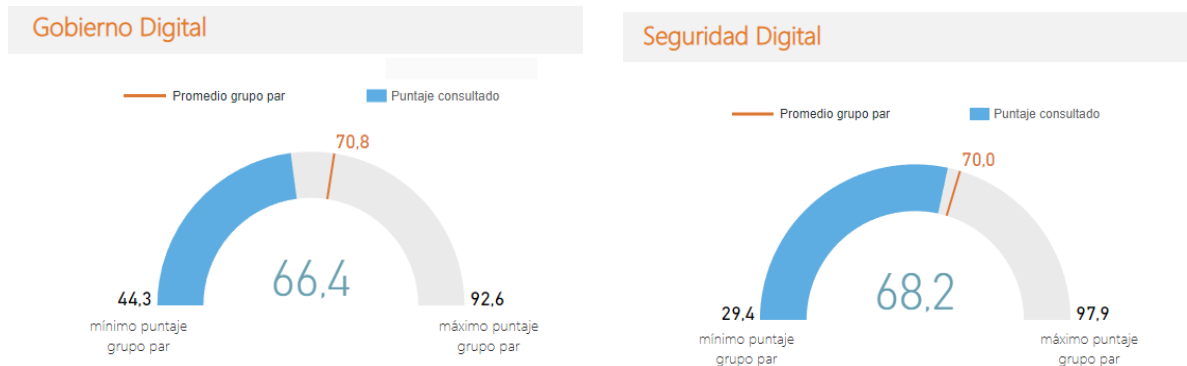 Gobierno Digital
Promedio grupo par
Puntaje consultado
70,8
66,4
44,3
mínimo puntaje
grupo par
92,6
máximo puntaje
grupo par
Seguridad Digital
Promedio grupo par
Puntaje consultado
70,0
68,2
29,4
mínimo puntaje
grupo par
97,9
máximo puntaje
grupo par